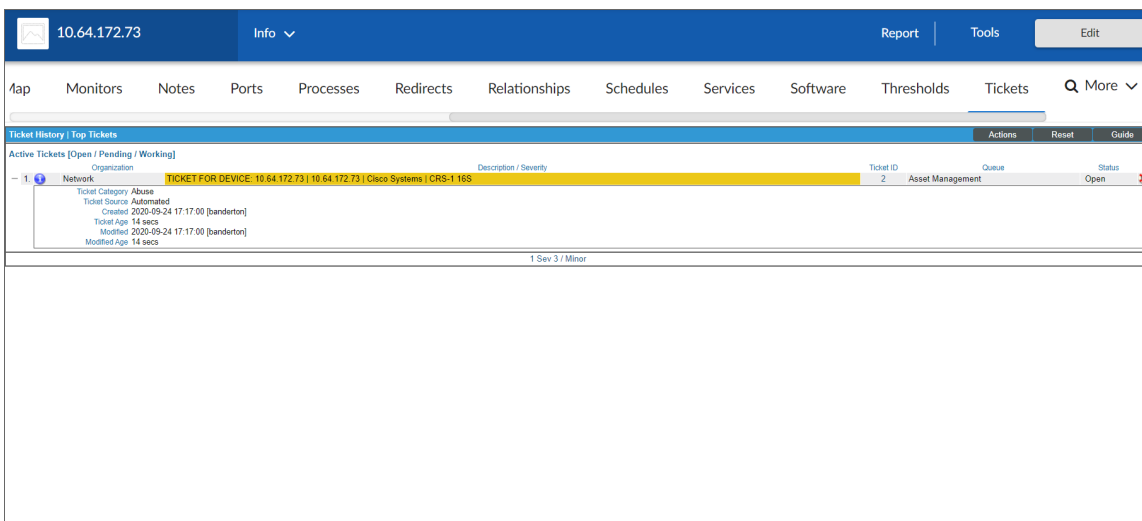 10.64.172.73 Info Report Tools Edit
Monitors Notes Ports Processes Redirects Relationships Schedules Services Software Thresholds Tickets More
Ticket History | Top Tickets Actions Reset Guide
Active Tickets [Open / Pending / Working]
Organization Description / Severity Ticket ID Queue Status
1. Network TICKET FOR DEVICE: 10.64.172.73 | 10.64.172.73 | Cisco Systems | CRS-1 16S 2 Asset Management Open
Ticket Category Abuse
Ticket Source Automated
Created 2020-09-24 17:17:00 [banderton]
Ticket Age 14 secs
Modified 2020-09-24 17:17:00 [banderton]
Modified Age 14 secs
1 Sev 3 / Minor